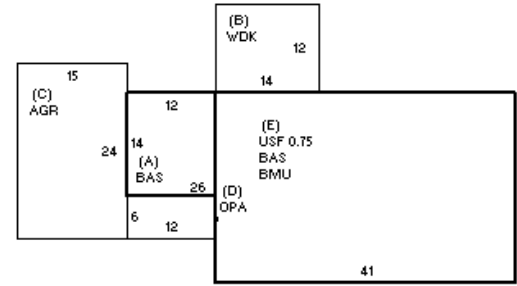 (B)
WDK
12
14
15
(C)
AGR
24
12
14
(A)
BAS
26
(E)
USF 0.75
BAS
BMU
(D)
OPA
6
12
41